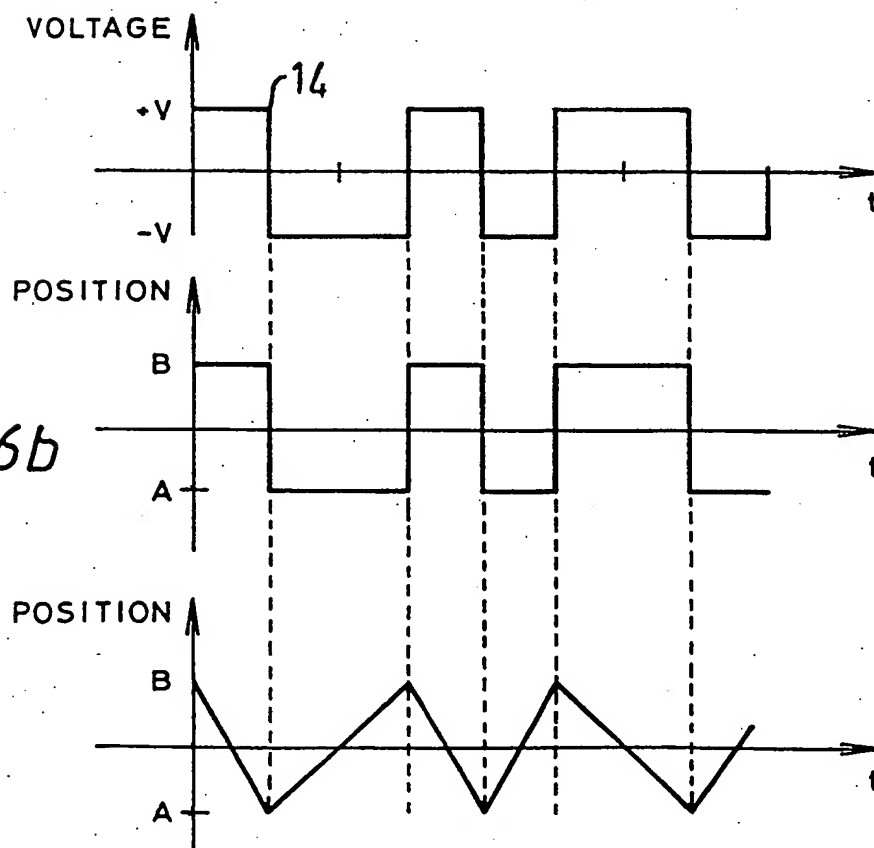 VOLTAGE
14
+V
-V
t
POSITION
B
6b
A
t
POSITION
B
A
t